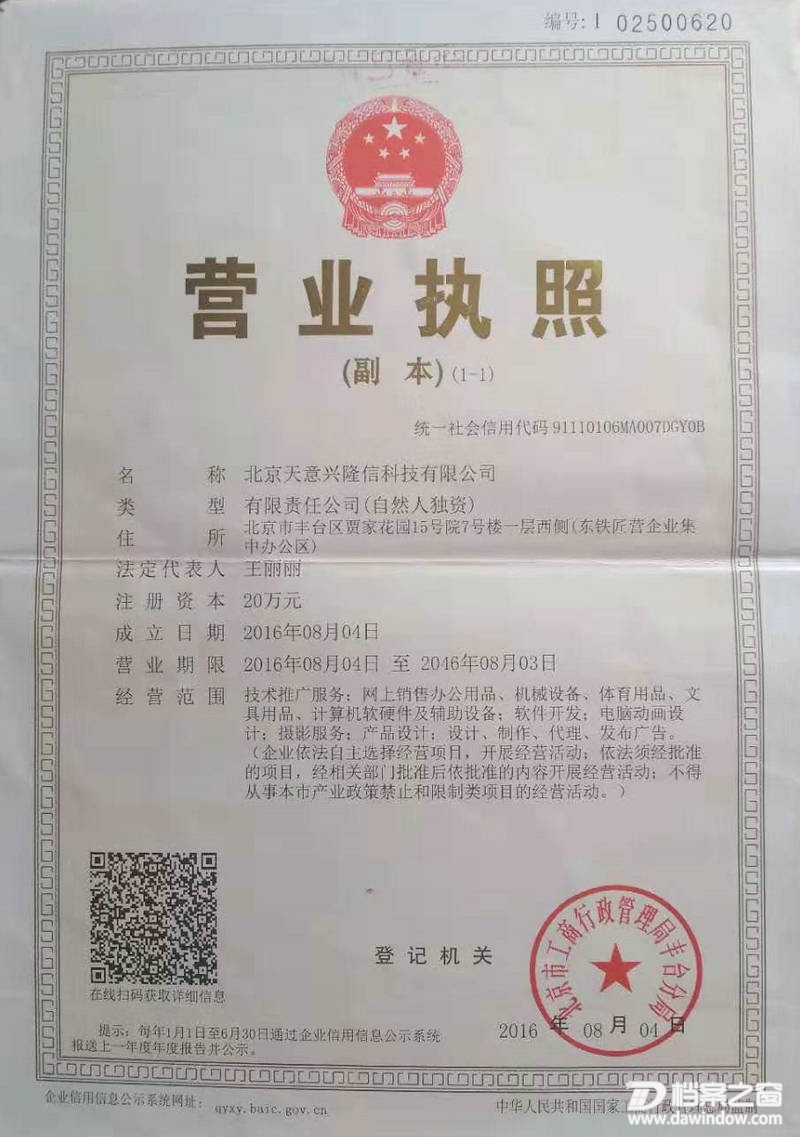 编号: 1 02500620
营业执照
(副 本) (1-1)
统一社会信用代码 91110106MA007DGY0B
名 称 北京天意兴隆信科技有限公司
类 型 有限责任公司(自然人独资)
住 所 北京市丰台区贾家花园15号院7号楼一层西侧(东铁匠营企业集
中办公区)
法定代表人 王丽丽
注册资本 20万元
成立日期 2016年08月04日
营业期限 2016年08月04日 至 2046年08月03日
经营范围 技术推广服务；网上销售办公用品、机械设备、体育用品、文
具用品、计算机软硬件及辅助设备；软件开发；电脑动画设
计；摄影服务；产品设计；设计、制作、代理、发布广告。
（企业依法自主选择经营项目，开展经营活动；依法须经批准
的项目，经相关部门批准后依批准的内容开展经营活动；不得
从事本市产业政策禁止和限制类项目的经营活动。）
在线扫码获取详细信息
登记机关
北京市工商行政管理局丰台分局
2016 年 08 月 04 日
提示: 每年1月1日至6月30日通过企业信用信息公示系统
报送上一年度年度报告并公示。
企业信用信息公示系统网址: qyxy.baic.gov.cn
中华人民共和国国家工商行政管理总局监制
档案之窗
www.dawindow.com